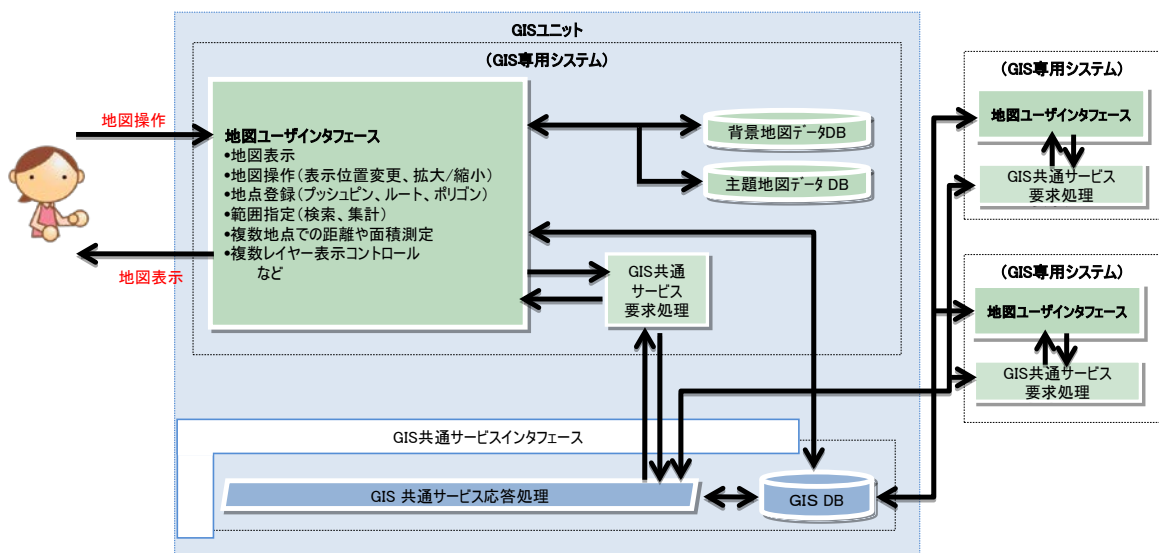 GISユニット
(GIS専用システム)
地図操作
地図ユーザインタフェース
•地図表示
•地図操作(表示位置変更、拡大/縮小)
•地点登録(プッシュピン、ルート、ポリゴン)
•範囲指定(検索、集計)
•複数地点での距離や面積測定
•複数レイヤー表示コントロール
など
地図表示
背景地図データDB
主題地図データ DB
GIS共通
サービス
要求処理
GIS共通サービスインタフェース
GIS 共通サービス応答処理
GIS DB
(GIS専用システム)
地図ユーザインタフェース
GIS共通サービス
要求処理
(GIS専用システム)
地図ユーザインタフェース
GIS共通サービス
要求処理